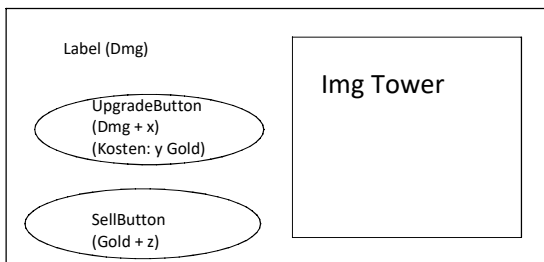 Label (Dmg)
Img Tower
UpgradeButton
(Dmg + x)
(Kosten: y Gold)
SellButton
(Gold + z)